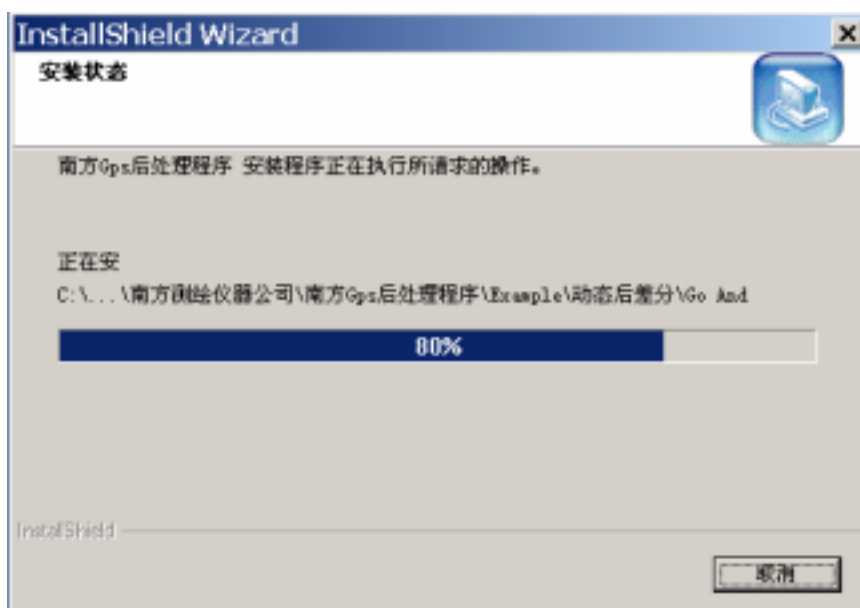 InstallShield Wizard
安装状态
南方Gps后处理程序 安装程序正在执行所请求的操作。
正在安
C:\...\南方测绘仪器公司\南方Gps后处理程序\Example\动态后差分\Go And
80%
InstallShield
取消